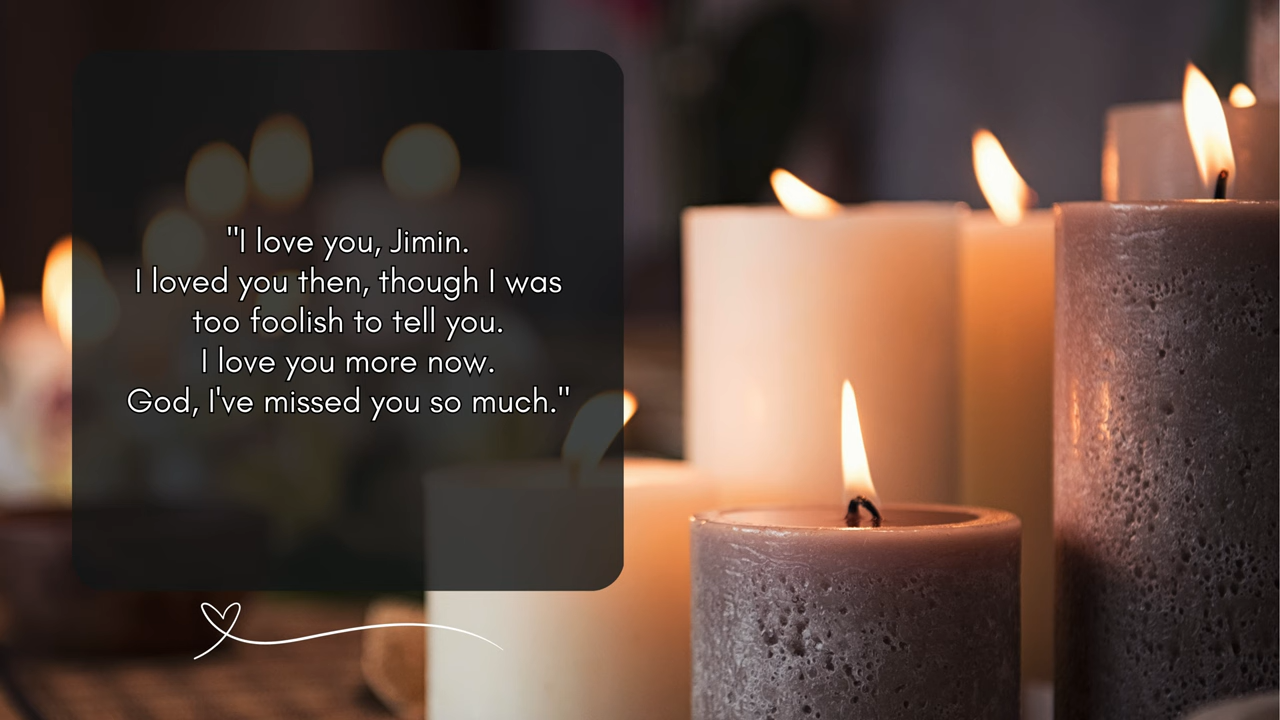 "I love you, Jimin.
I loved you then, though I was
too foolish to tell you.
I love you more now.
God, I've missed you so much."